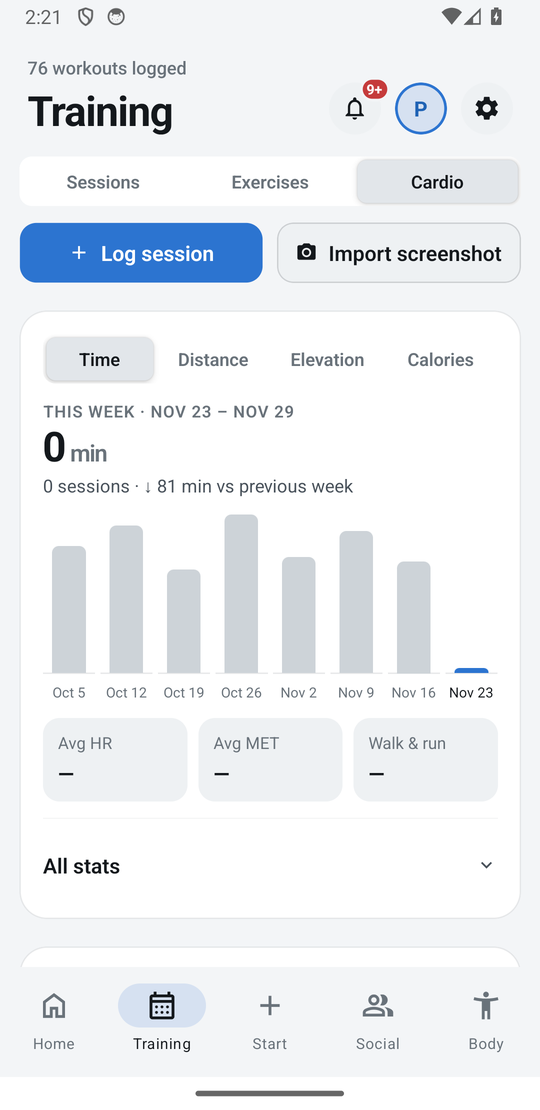 2:21
76 workouts logged
Training
9+
P
Sessions
Exercises
Cardio
+ Log session
Import screenshot
Time
Distance
Elevation
Calories
THIS WEEK · NOV 23 – NOV 29
0 min
0 sessions · ↓ 81 min vs previous week
Oct 5
Oct 12
Oct 19
Oct 26
Nov 2
Nov 9
Nov 16
Nov 23
Avg HR
–
Avg MET
–
Walk & run
–
All stats
Home
Training
Start
Social
Body